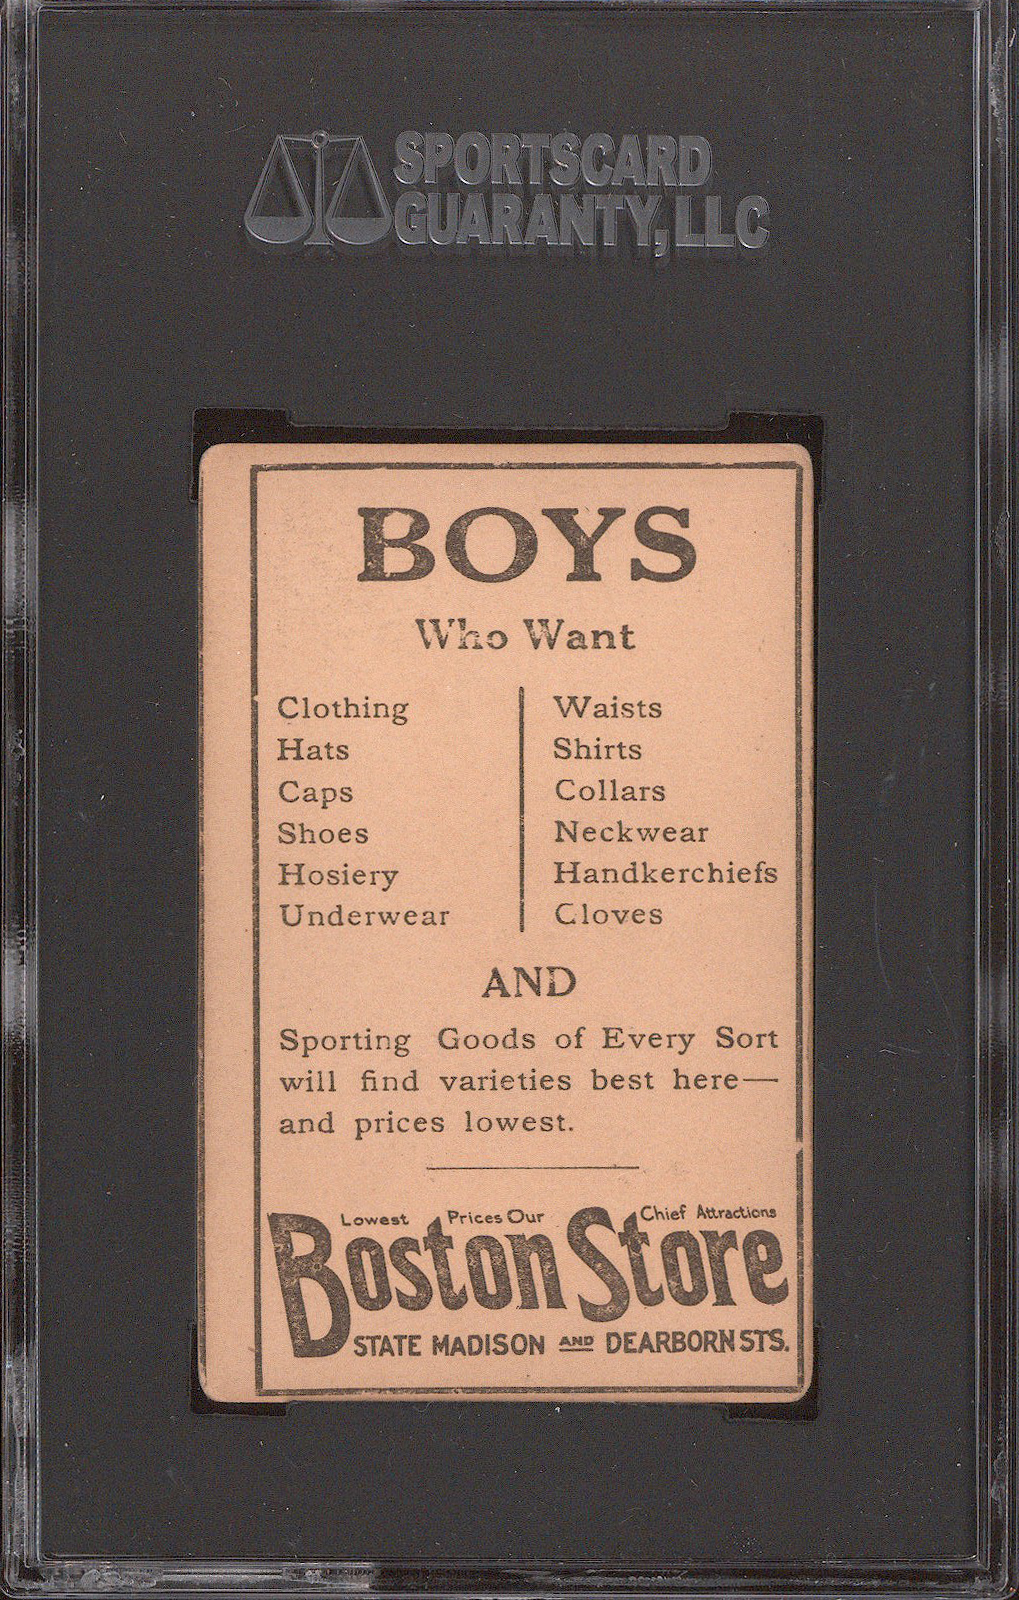 SPORTSCARD
GUARANTY, LLC
BOYS
Who Want
Clothing
Hats
Caps
Shoes
Hosiery
Underwear
Waists
Shirts
Collars
Neckwear
Handkerchiefs
Gloves
AND
Sporting Goods of Every Sort
will find varieties best here—
and prices lowest.
Lowest Prices Our Chief Attractions
Boston Store
STATE MADISON AND DEARBORN STS.